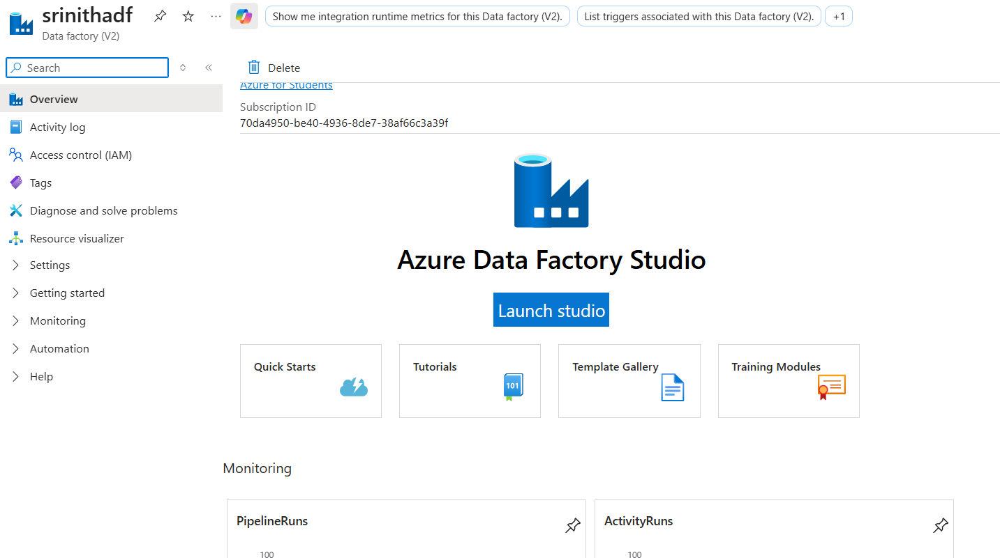 srinithadf
Data factory (V2)
Show me integration runtime metrics for this Data factory (V2).
List triggers associated with this Data factory (V2).
+1
Search
Delete
Overview
Activity log
Access control (IAM)
Tags
Diagnose and solve problems
Resource visualizer
Settings
Getting started
Monitoring
Automation
Help
Azure for Students
Subscription ID
70da4950-be40-4936-8de7-38af66c3a39f
Azure Data Factory Studio
Launch studio
Quick Starts
Tutorials
101
Template Gallery
Training Modules
Monitoring
PipelineRuns
100
ActivityRuns
100